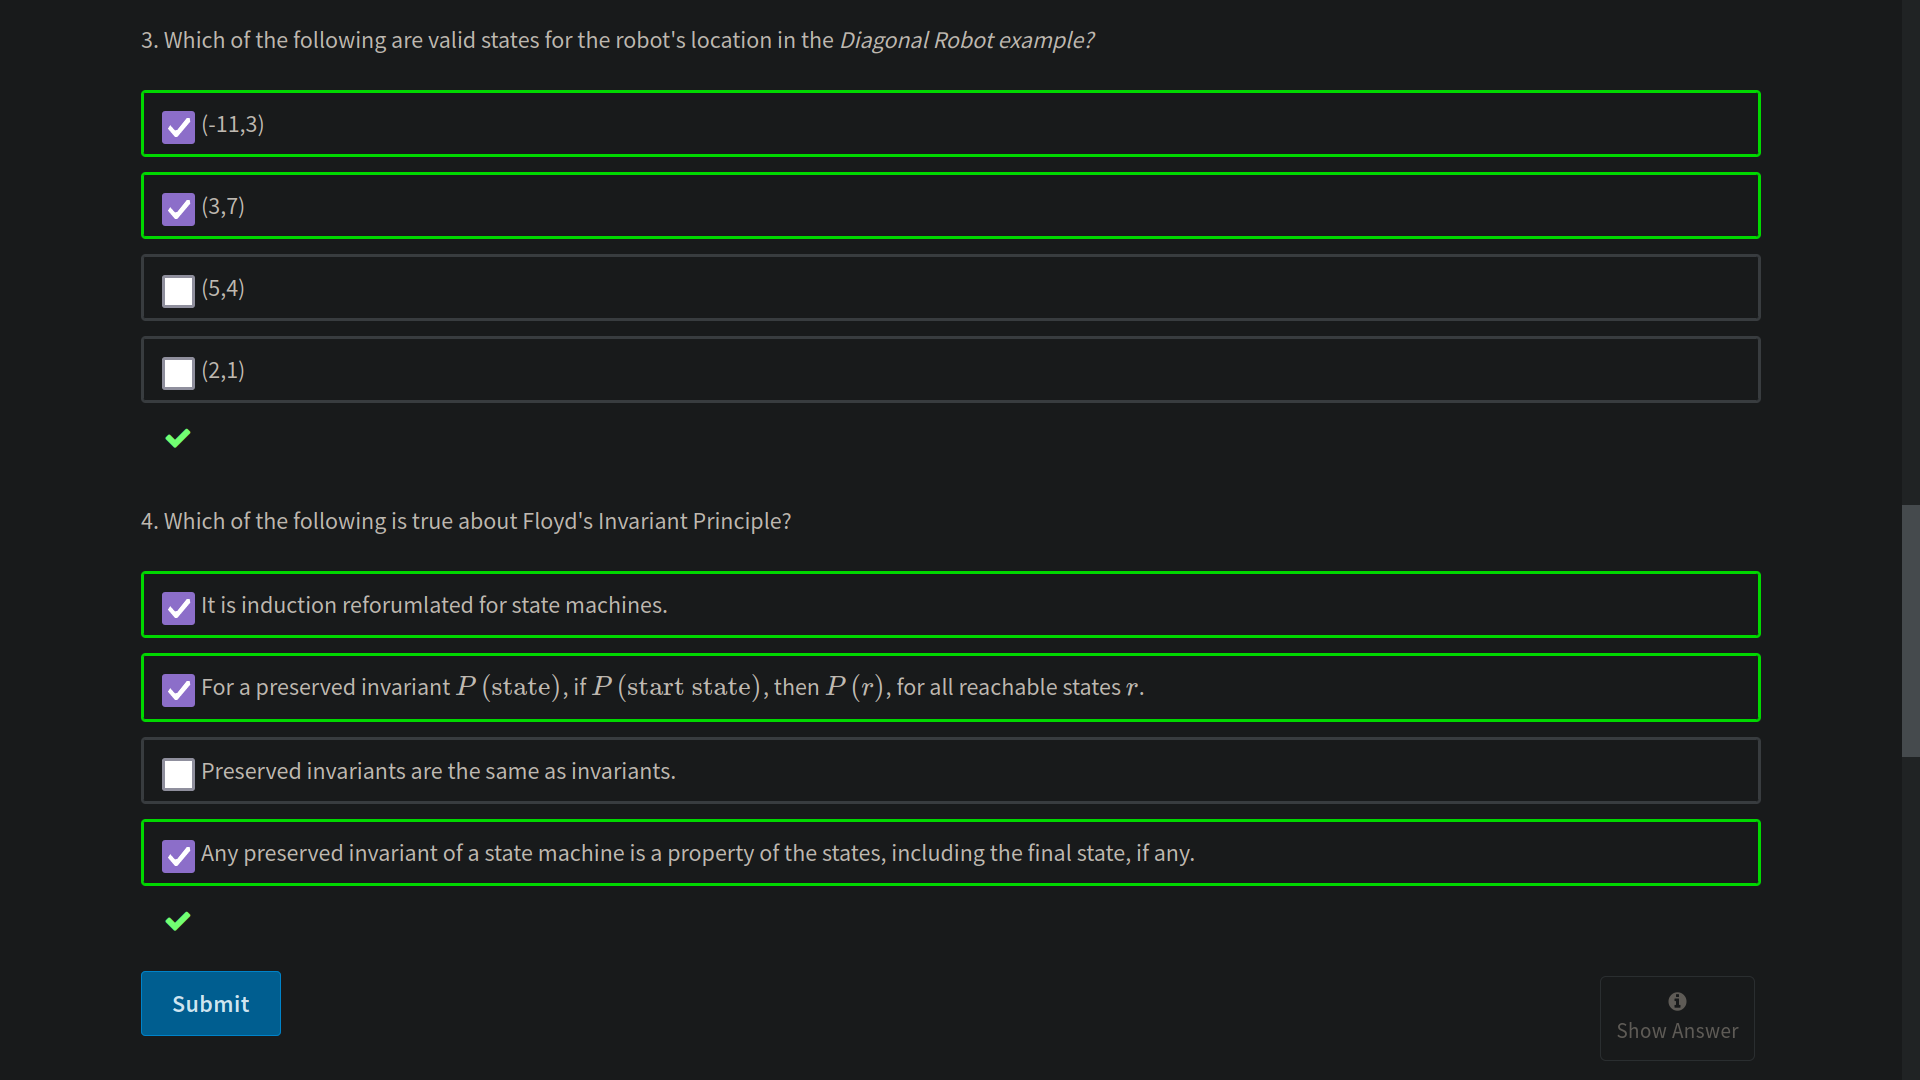 3. Which of the following are valid states for the robot's location in the Diagonal Robot example?
(-11,3)
(3,7)
(5,4)
(2,1)
4. Which of the following is true about Floyd's Invariant Principle?
It is induction reforumlated for state machines.
For a preserved invariant P (state), if P (start state), then P (r), for all reachable states r.
Preserved invariants are the same as invariants.
Any preserved invariant of a state machine is a property of the states, including the final state, if any.
Submit
Show Answer